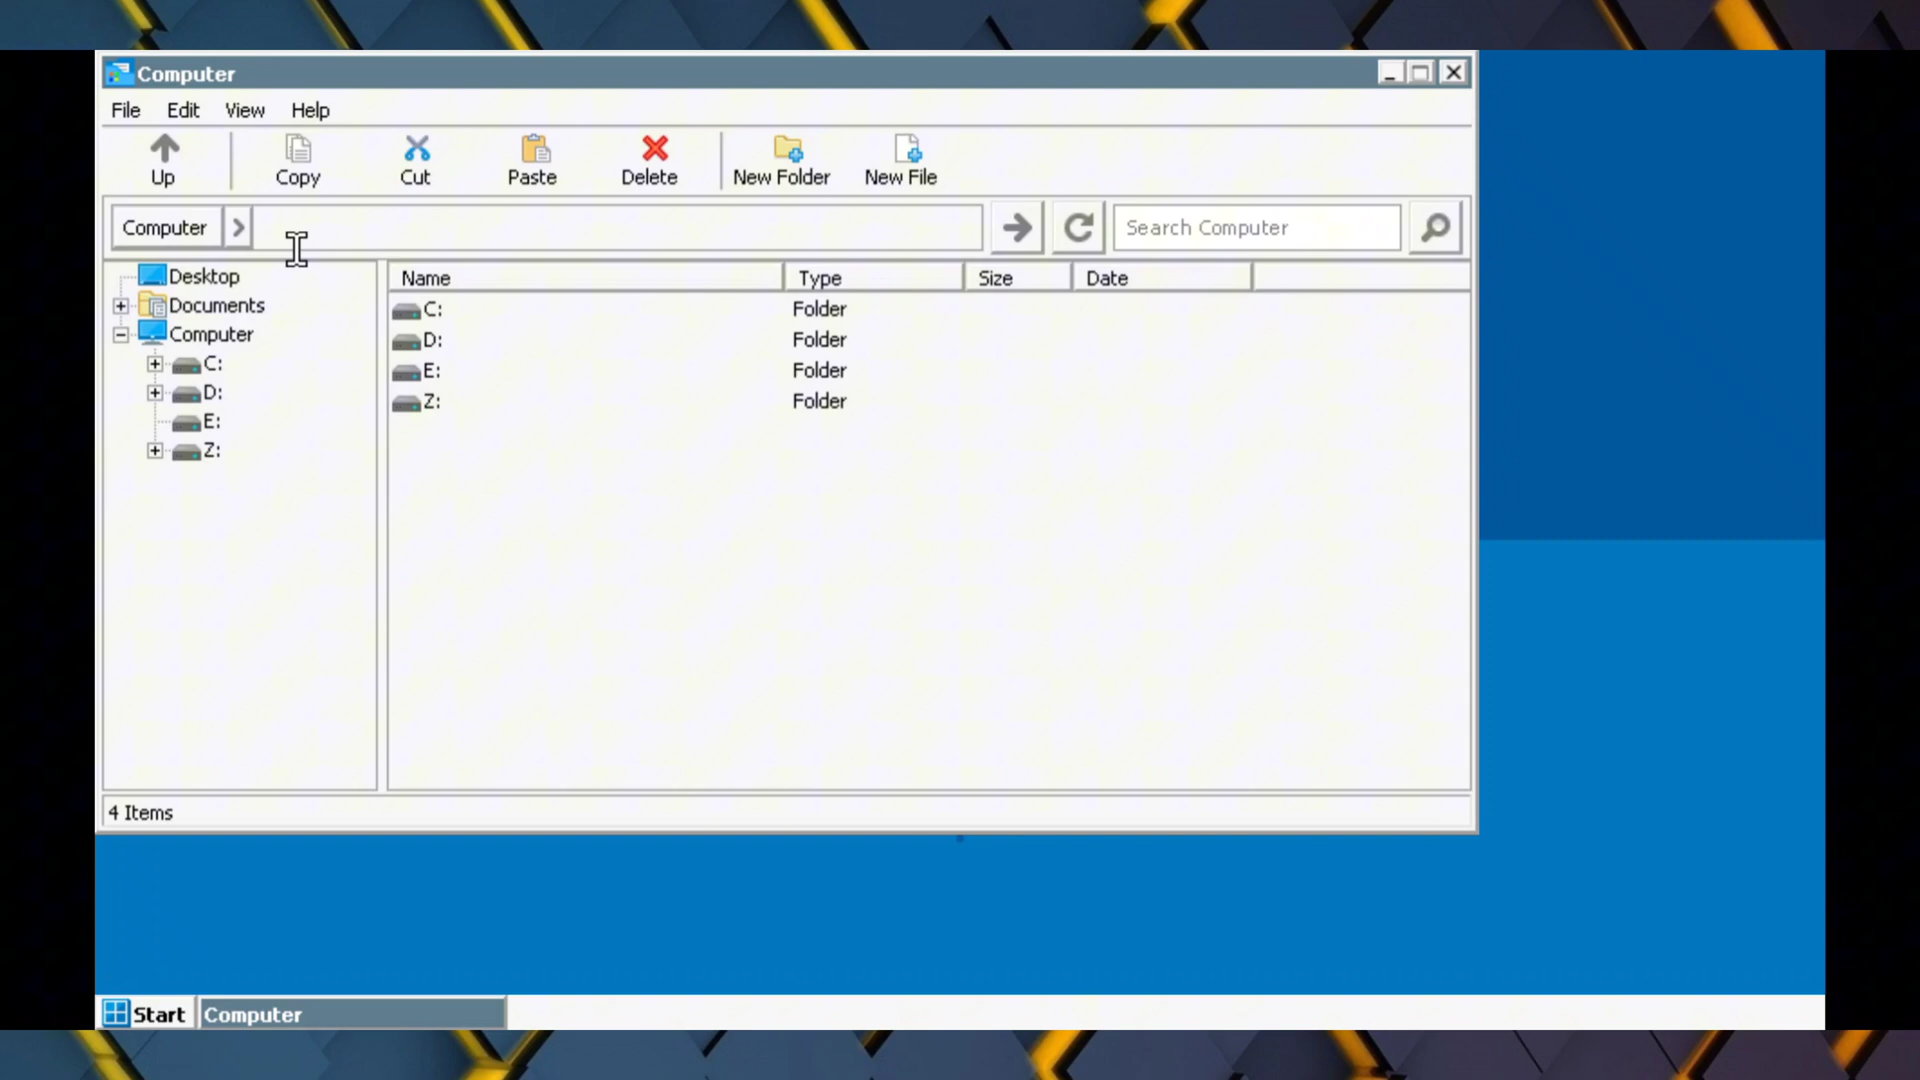 Computer
File Edit View Help
Up Copy Cut Paste Delete New Folder New File
Computer Search Computer
Desktop
Documents
Computer
C:
D:
E:
Z:
Name Type Size Date
C: Folder
D: Folder
E: Folder
Z: Folder
4 Items
Start Computer